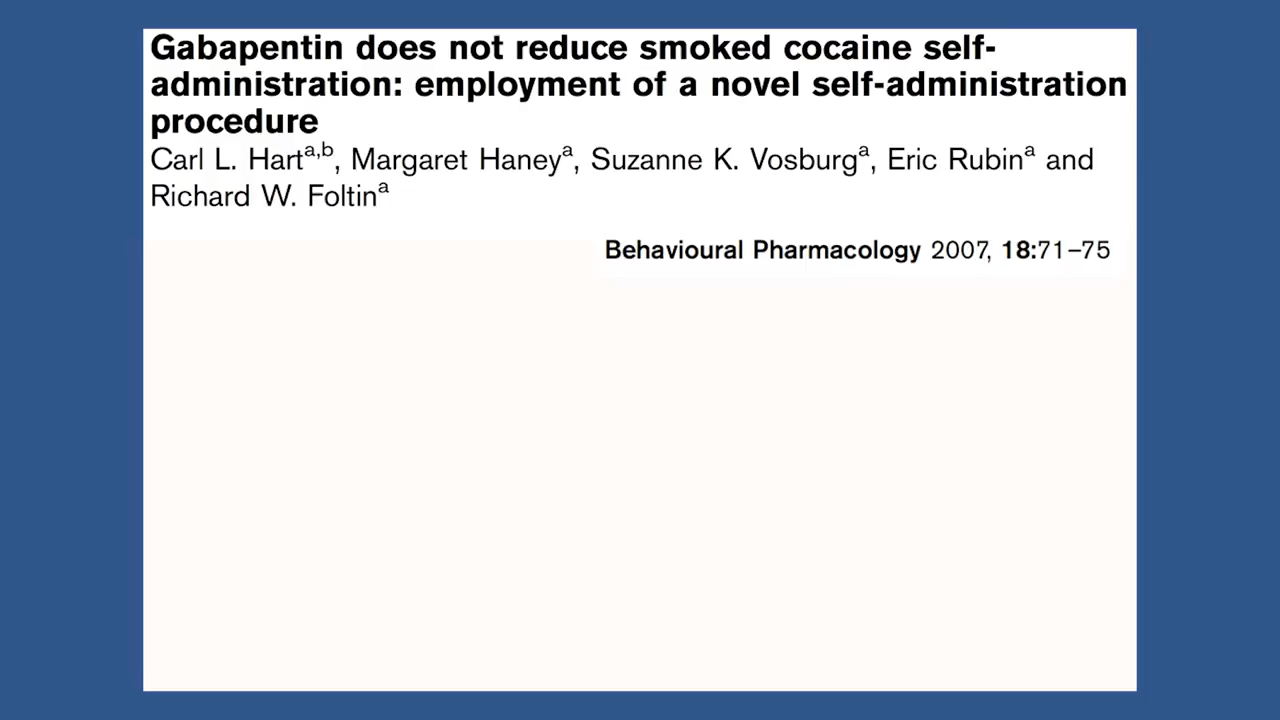 Gabapentin does not reduce smoked cocaine self-
administration: employment of a novel self-administration
procedure
Carl L. Hartᵃ,ᵇ, Margaret Haneyᵃ, Suzanne K. Vosburgᵃ, Eric Rubinᵃ and
Richard W. Foltinᵃ
Behavioural Pharmacology 2007, 18:71–75